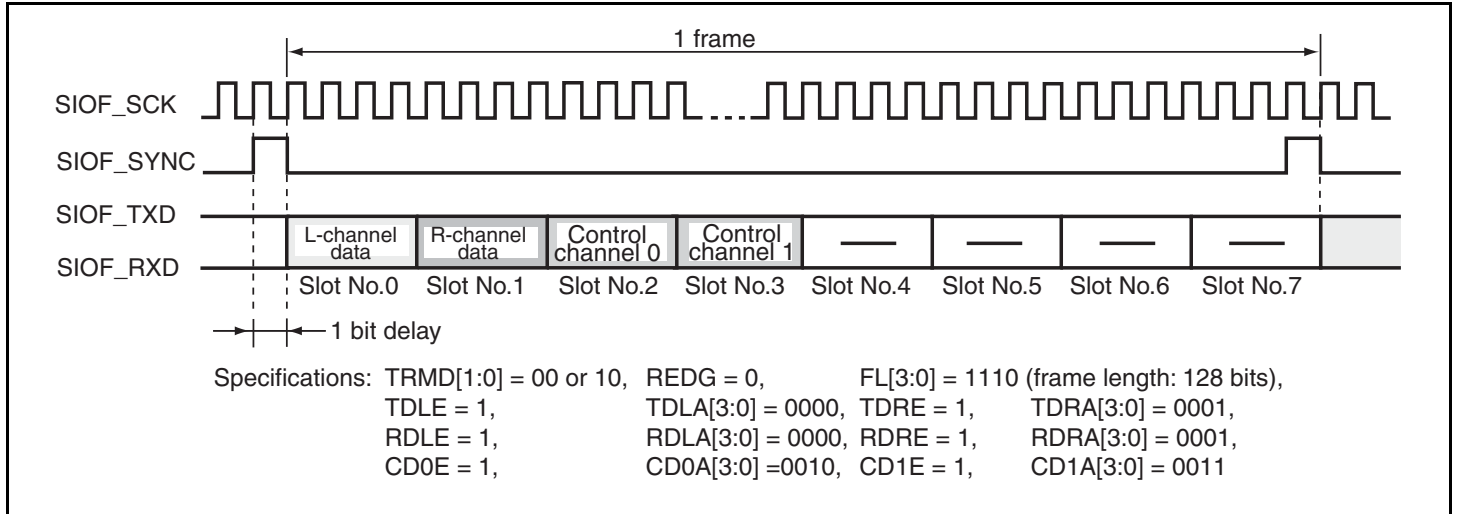 1 frame
SIOF_SCK
SIOF_SYNC
SIOF_TXD
SIOF_RXD
L-channel data
R-channel data
Control channel 0
Control channel 1
Slot No.0 Slot No.1 Slot No.2 Slot No.3 Slot No.4 Slot No.5 Slot No.6 Slot No.7
1 bit delay
Specifications: TRMD[1:0] = 00 or 10, REDG = 0, FL[3:0] = 1110 (frame length: 128 bits),
TDLE = 1, TDLA[3:0] = 0000, TDRE = 1, TDRA[3:0] = 0001,
RDLE = 1, RDLA[3:0] = 0000, RDRE = 1, RDRA[3:0] = 0001,
CD0E = 1, CD0A[3:0] =0010, CD1E = 1, CD1A[3:0] = 0011